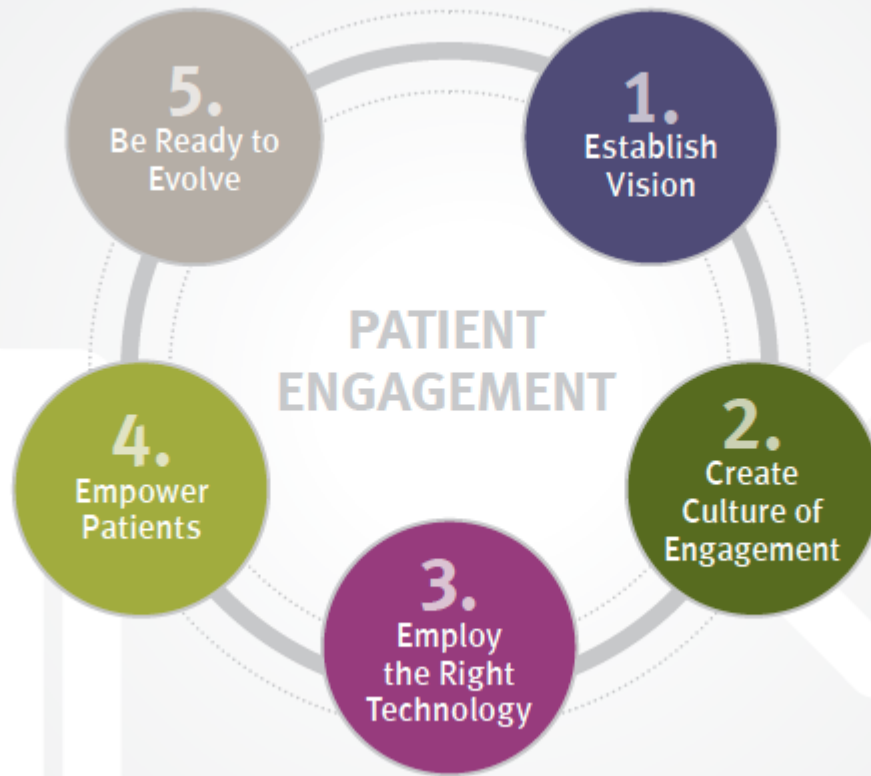 PATIENT
ENGAGEMENT
1.
Establish
Vision
2.
Create
Culture of
Engagement
3.
Employ
the Right
Technology
4.
Empower
Patients
5.
Be Ready to
Evolve